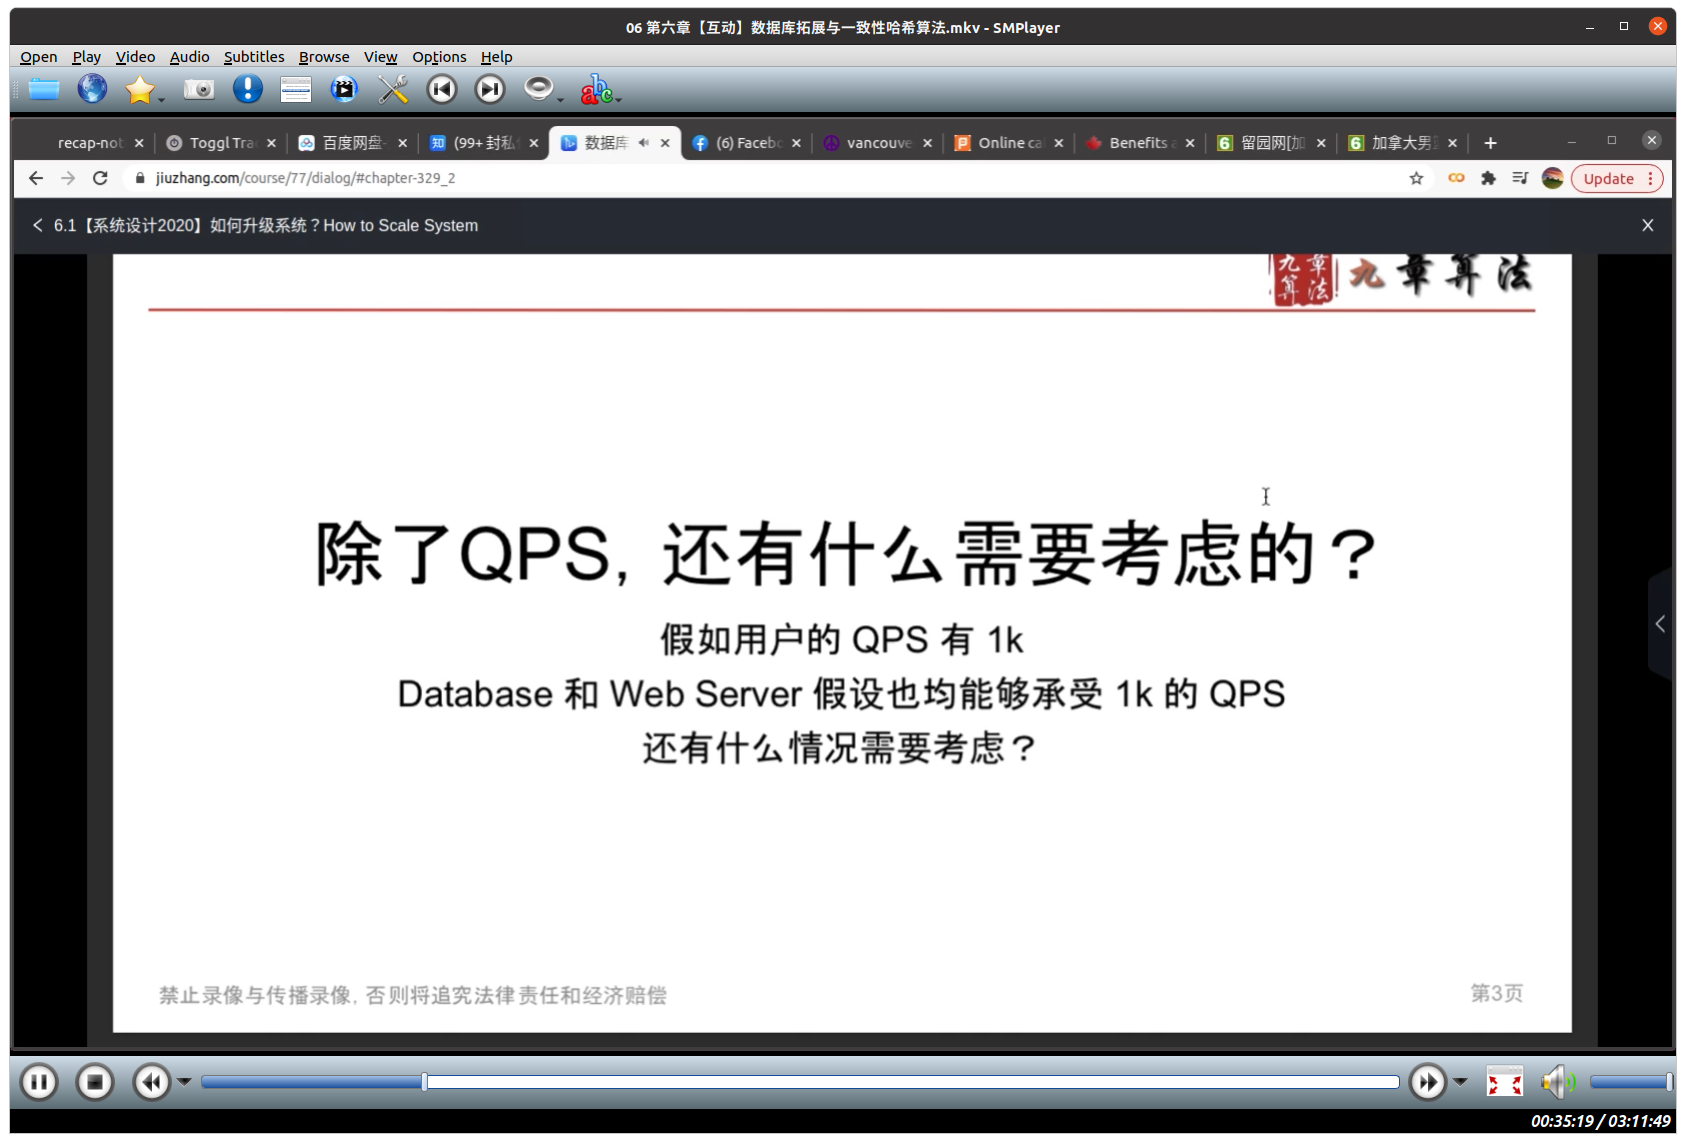 06 第六章【互动】数据库拓展与一致性哈希算法.mkv - SMPlayer
Open Play Video Audio Subtitles Browse View Options Help
recap-not Toggl Tra 百度网盘- (99+ 封私 数据库 (6) Facebo vancouve Online ca Benefits a 留园网[加 加拿大男
jiuzhang.com/course/77/dialog/#chapter-329_2 Update
6.1【系统设计2020】如何升级系统？How to Scale System
九章算法 九章算法
除了QPS, 还有什么需要考虑的？
假如用户的 QPS 有 1k
Database 和 Web Server 假设也均能够承受 1k 的 QPS
还有什么情况需要考虑？
禁止录像与传播录像, 否则将追究法律责任和经济赔偿
第3页
00:35:19 / 03:11:49